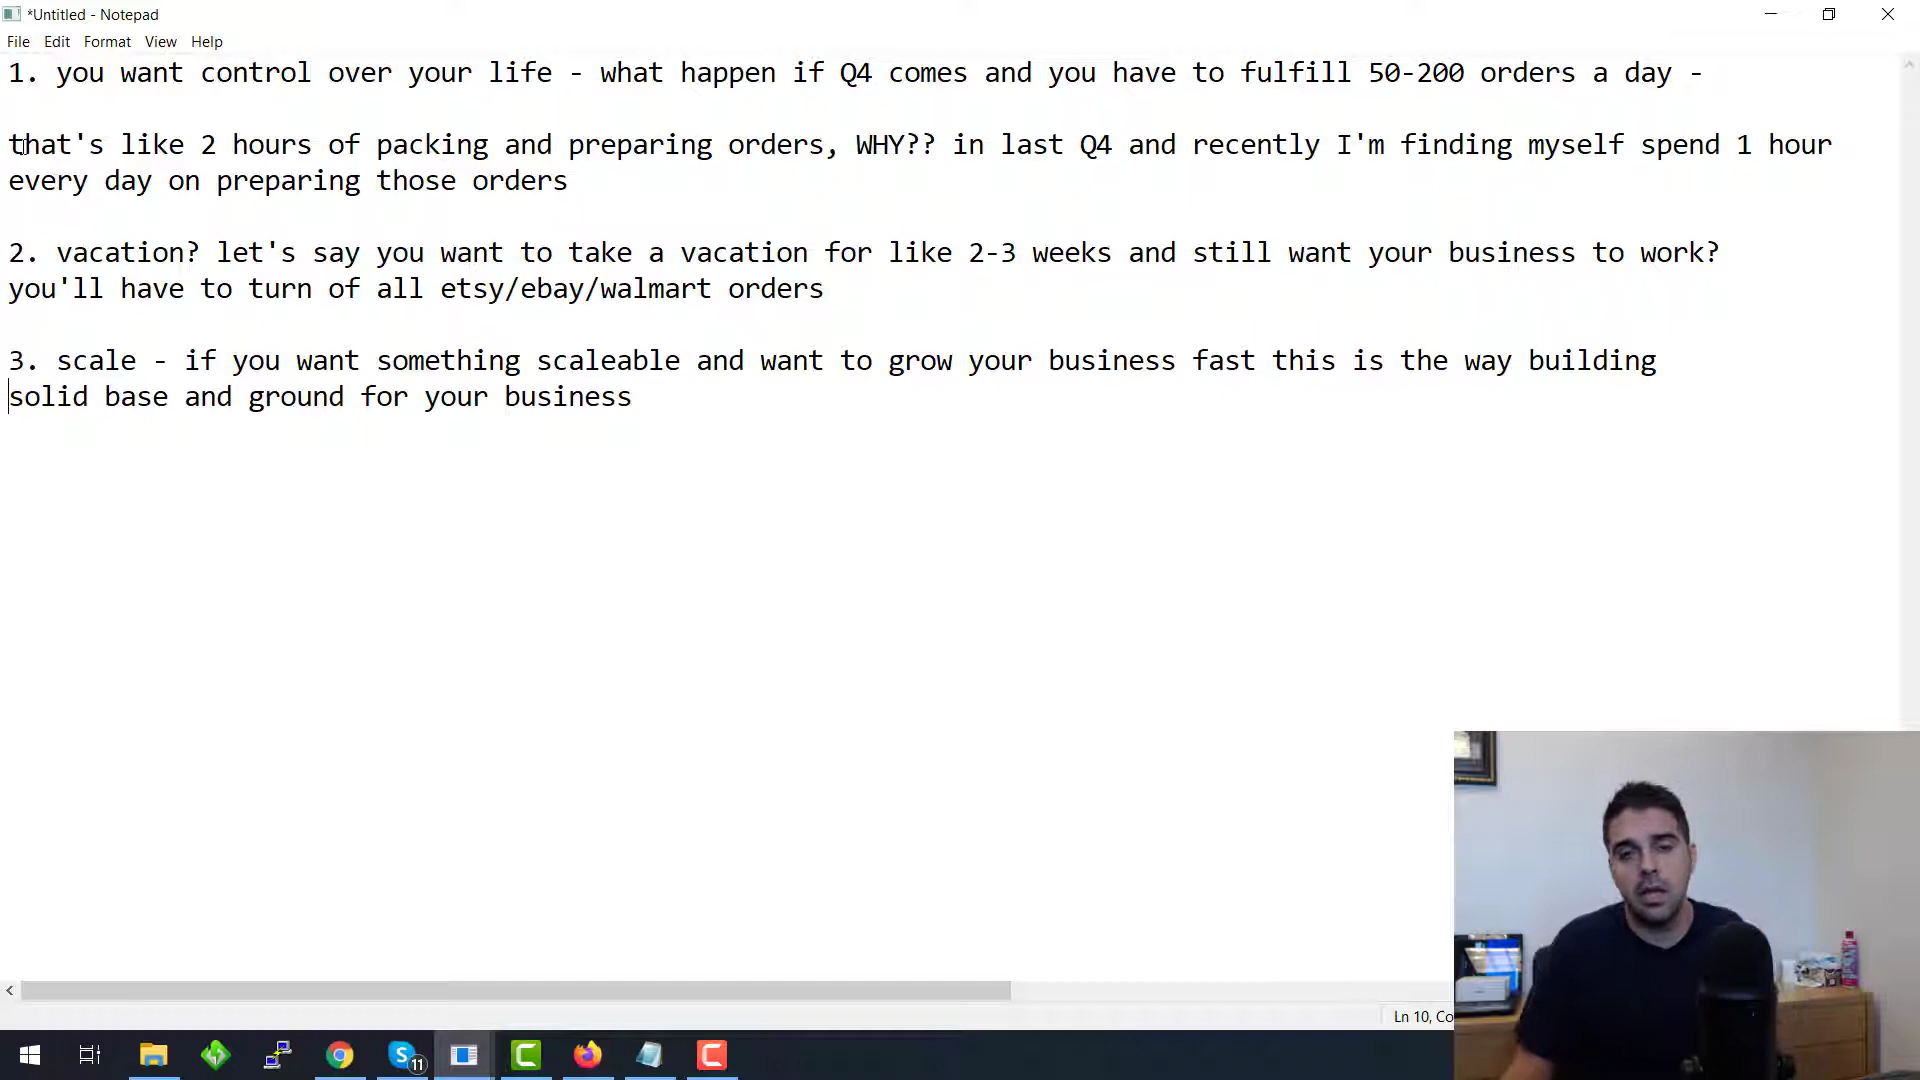 *Untitled - Notepad
File Edit Format View Help
1. you want control over your life - what happen if Q4 comes and you have to fulfill 50-200 orders a day -
that's like 2 hours of packing and preparing orders, WHY?? in last Q4 and recently I'm finding myself spend 1 hour
every day on preparing those orders
2. vacation? let's say you want to take a vacation for like 2-3 weeks and still want your business to work?
you'll have to turn of all etsy/ebay/walmart orders
3. scale - if you want something scaleable and want to grow your business fast this is the way building
solid base and ground for your business
Ln 10, Co
11